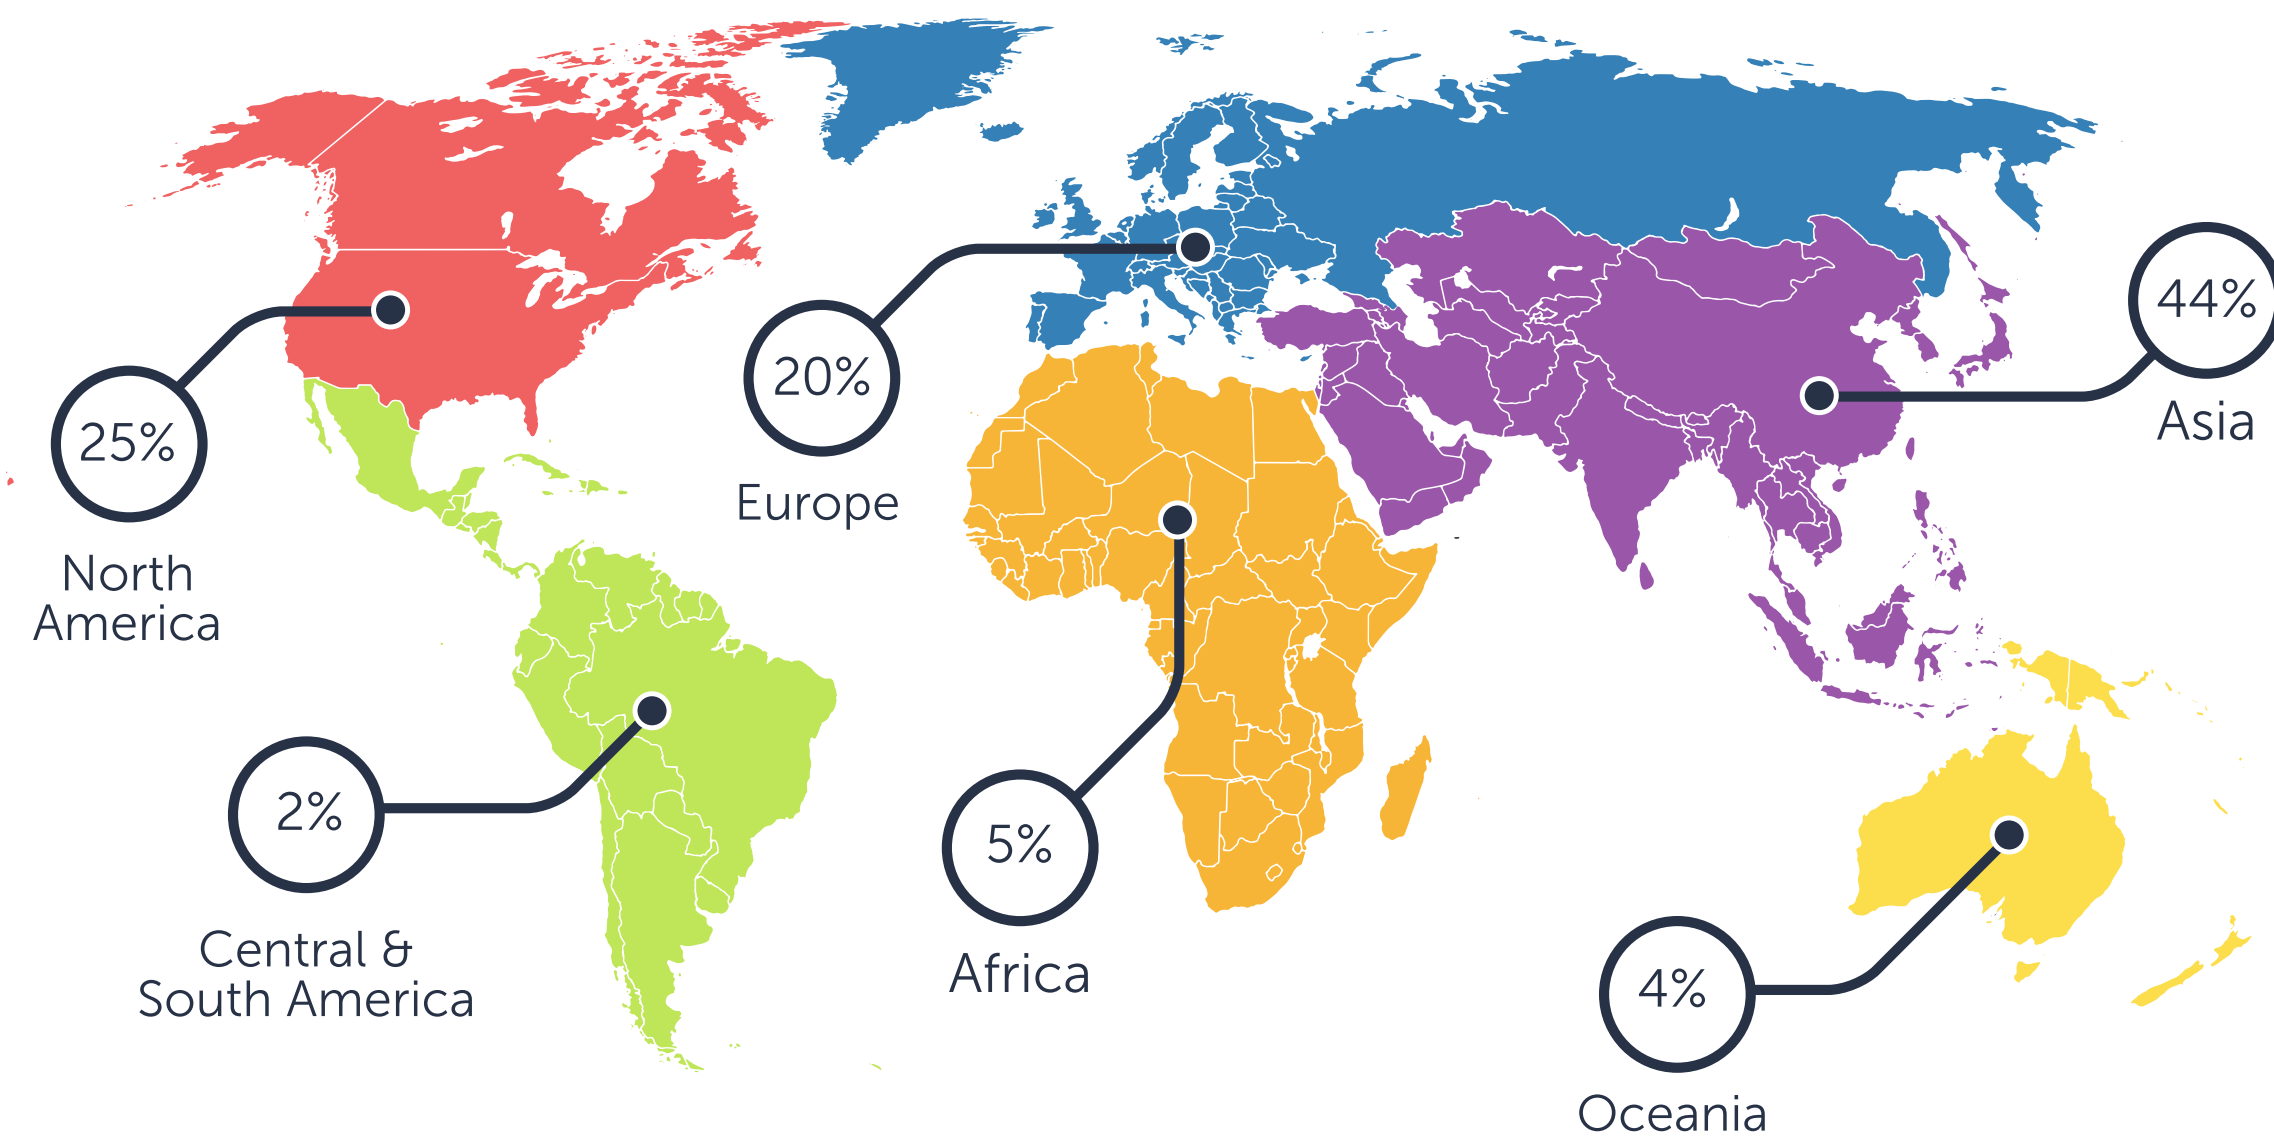 25%
North
America
20%
Europe
44%
Asia
2%
Central &
South America
5%
Africa
4%
Oceania